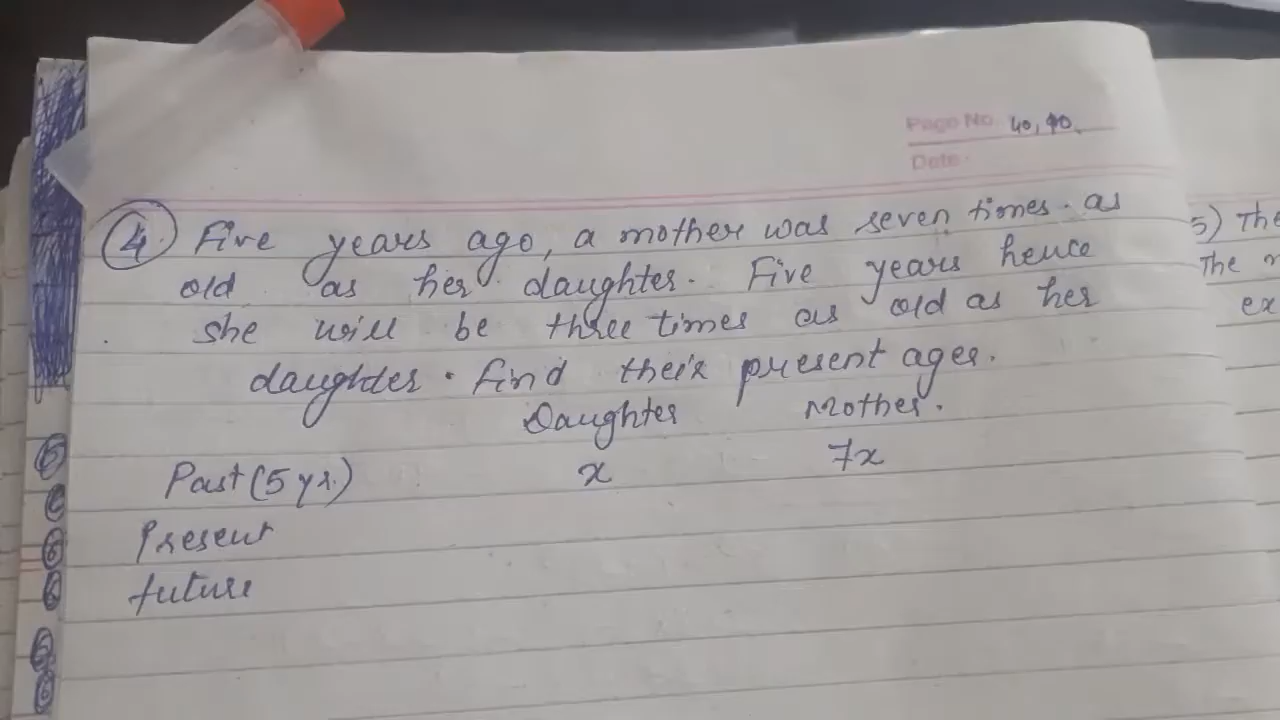 Page No. 40, 90
Date.
4. Five years ago, a mother was seven times. as
old as her daughter. Five years hence
she will be three times as old as her
daughter. Find their present ages.
Daughter Mother.
Past (5 yr.) x 7x
Present
future
5) The
The
ex